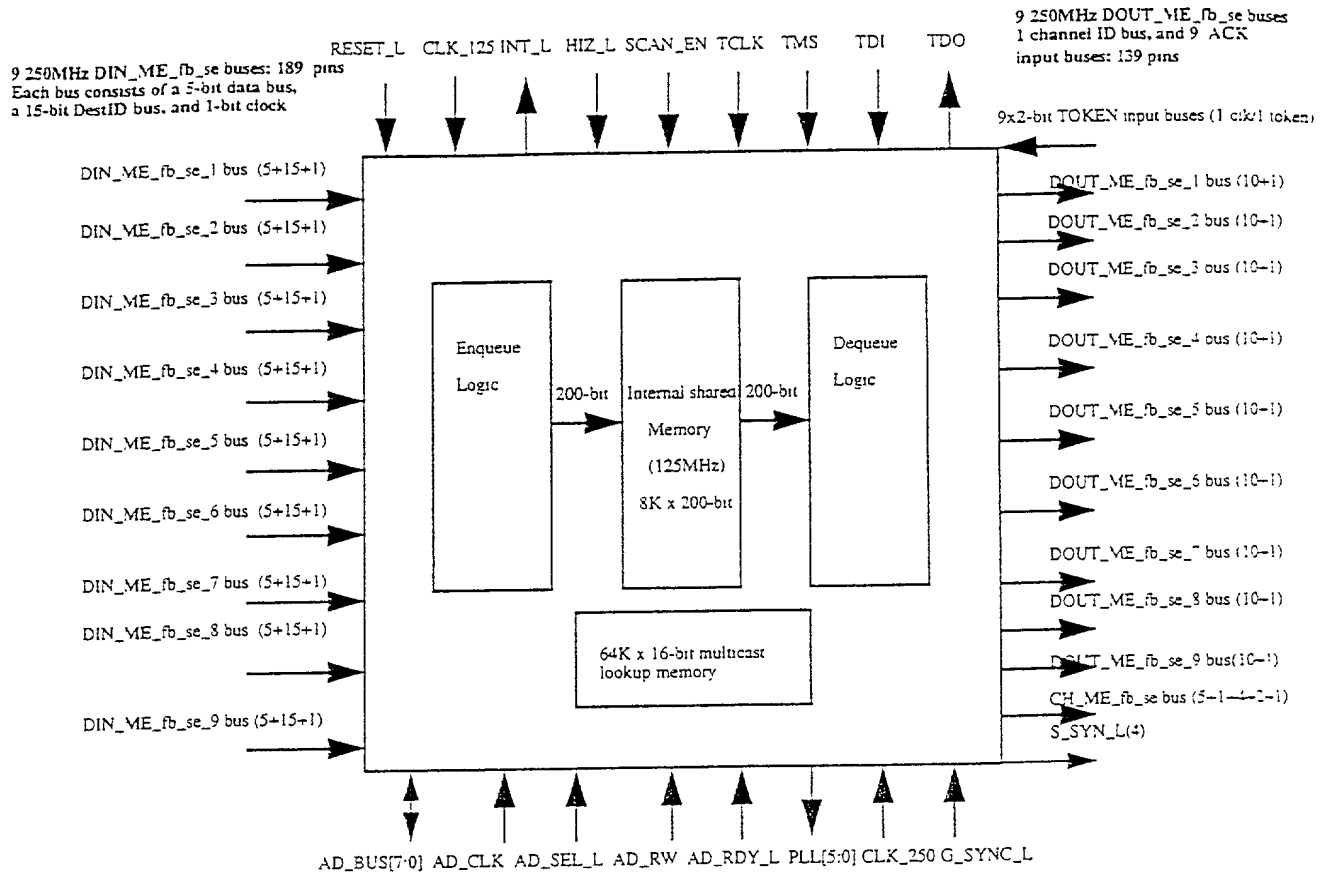 9 250MHz DOUT_ME_fb_se buses
1 channel ID bus, and 9 ACK
input buses: 139 pins
RESET_L CLK_125 INT_L HIZ_L SCAN_EN TCLK TMS TDI TDO
9 250MHz DIN_ME_fb_se buses: 189 pins
Each bus consists of a 5-bit data bus,
a 15-bit DestID bus, and 1-bit clock
9x2-bit TOKEN input buses (1 clk/1 token)
DIN_ME_fb_se_1 bus (5+15+1)
DOUT_ME_fb_se_1 bus (10+1)
DIN_ME_fb_se_2 bus (5+15+1)
DOUT_ME_fb_se_2 bus (10+1)
DIN_ME_fb_se_3 bus (5+15+1)
DOUT_ME_fb_se_3 bus (10+1)
DIN_ME_fb_se_4 bus (5+15+1)
DOUT_ME_fb_se_4 bus (10+1)
DIN_ME_fb_se_5 bus (5+15+1)
DOUT_ME_fb_se_5 bus (10+1)
DIN_ME_fb_se_6 bus (5+15+1)
DOUT_ME_fb_se_6 bus (10+1)
DIN_ME_fb_se_7 bus (5+15+1)
DOUT_ME_fb_se_7 bus (10+1)
DIN_ME_fb_se_8 bus (5+15+1)
DOUT_ME_fb_se_8 bus (10+1)
DIN_ME_fb_se_9 bus (5+15+1)
DOUT_ME_fb_se_9 bus(10+1)
CH_ME_fb_se bus (5+1+4+2+1)
S_SYN_L(4)
Enqueue
Logic
200-bit
Internal shared
Memory
(125MHz)
8K x 200-bit
200-bit
Dequeue
Logic
64K x 16-bit multicast
lookup memory
AD_BUS[7:0] AD_CLK AD_SEL_L AD_RW AD_RDY_L PLL[5:0] CLK_250 G_SYNC_L